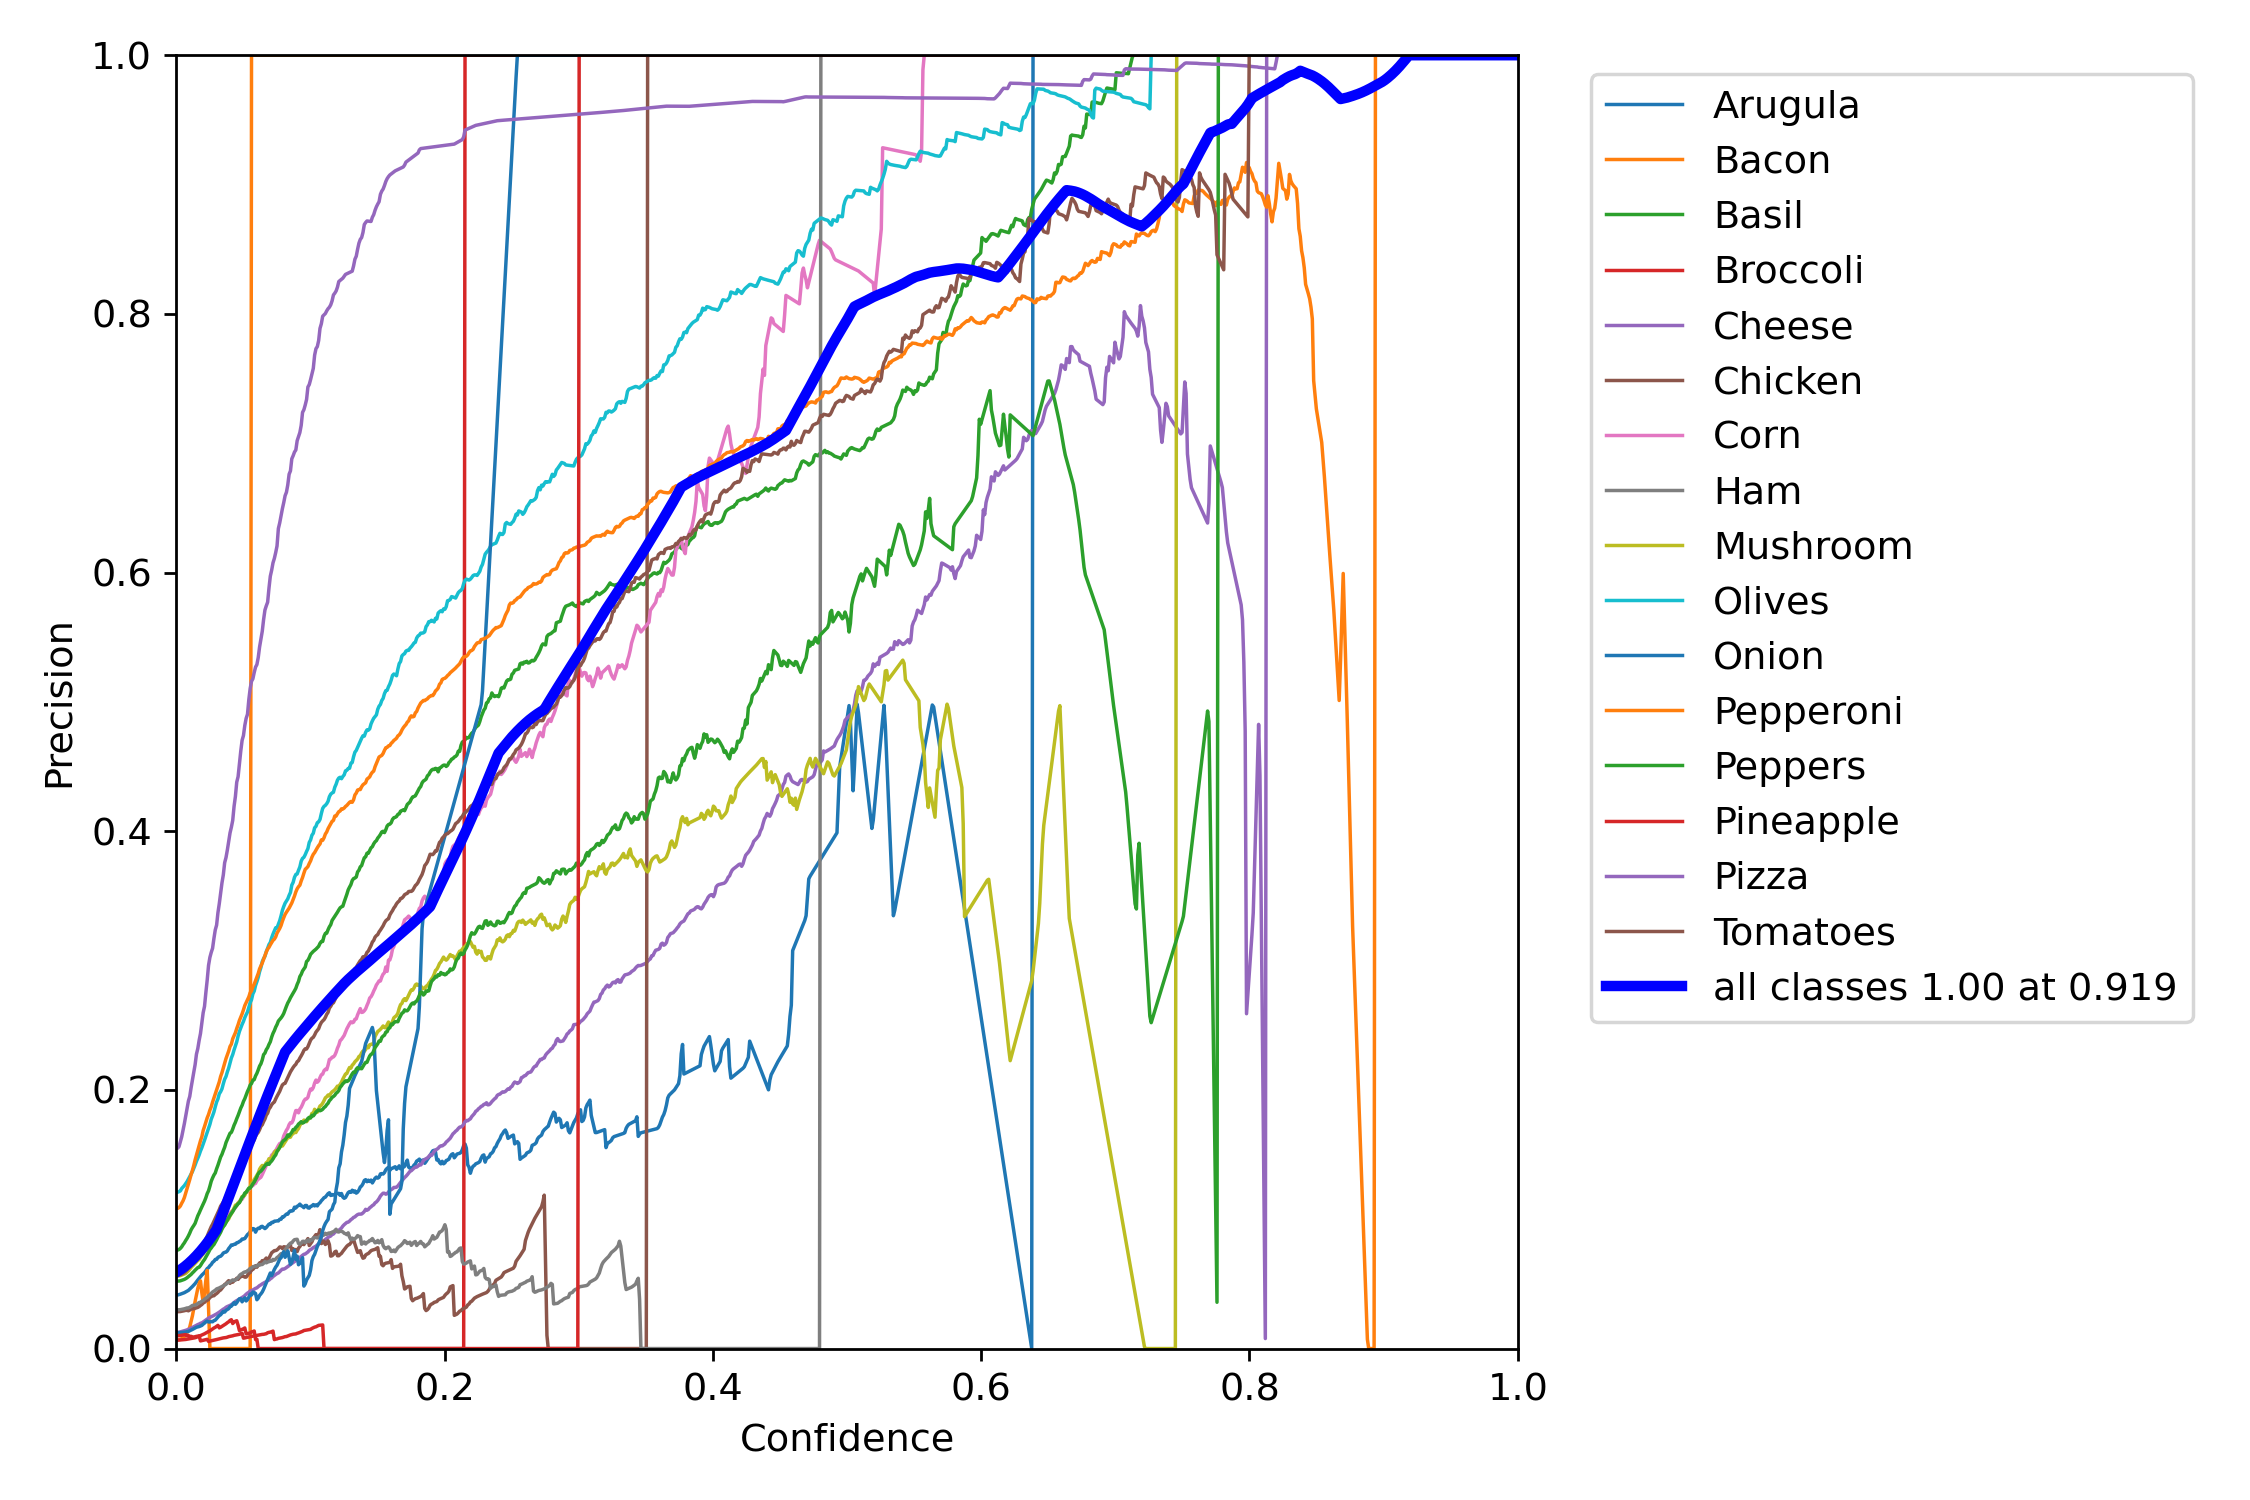 1.0
0.8
0.6
0.4
0.2
0.0
Precision
0.0 0.2 0.4 0.6 0.8 1.0
Confidence
Arugula
Bacon
Basil
Broccoli
Cheese
Chicken
Corn
Ham
Mushroom
Olives
Onion
Pepperoni
Peppers
Pineapple
Pizza
Tomatoes
all classes 1.00 at 0.919